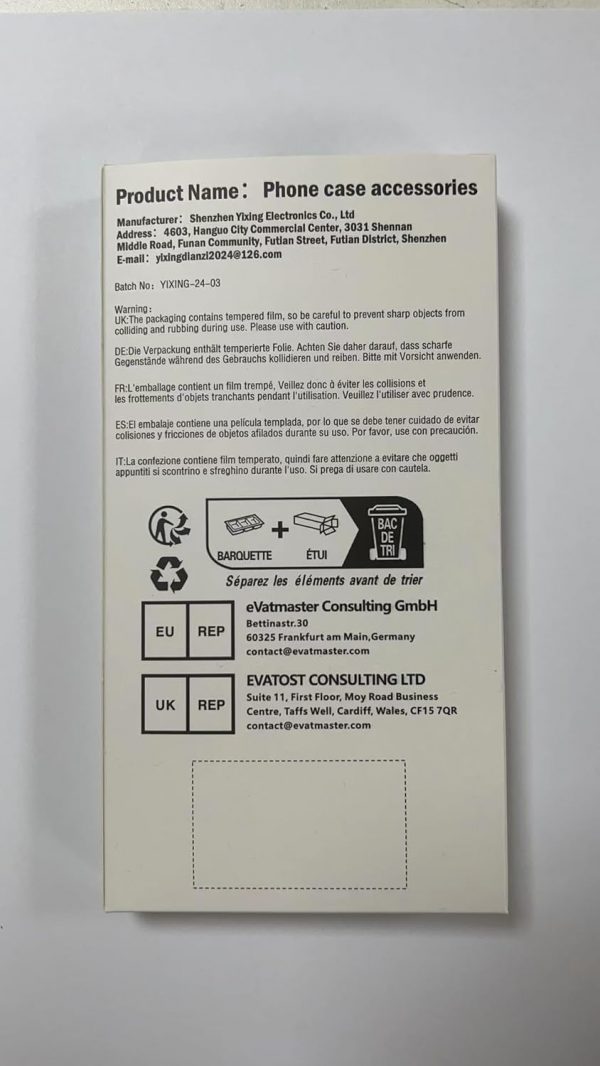 Product Name： Phone case accessories
Manufacturer： Shenzhen Yixing Electronics Co., Ltd
Address： 4603, Hanguo City Commercial Center, 3031 Shennan
Middle Road, Funan Community, Futian Street, Futian District, Shenzhen
E-mail： yixingdianzi2024@126.com
Batch No： YIXING-24-03
Warning：
UK:The packaging contains tempered film, so be careful to prevent sharp objects from
colliding and rubbing during use. Please use with caution.
DE:Die Verpackung enthält temperierte Folie. Achten Sie daher darauf, dass scharfe
Gegenstände während des Gebrauchs kollidieren und reiben. Bitte mit Vorsicht anwenden.
FR:L'emballage contient un film trempé, Veillez donc à éviter les collisions et
les frottements d'objets tranchants pendant l'utilisation. Veuillez l'utiliser avec prudence.
ES:El embalaje contiene una película templada, por lo que se debe tener cuidado de evitar
colisiones y fricciones de objetos afilados durante su uso. Por favor, use con precaución.
IT:La confezione contiene film temperato, quindi fare attenzione a evitare che oggetti
appuntiti si scontrino e sfreghino durante l'uso. Si prega di usare con cautela.
BARQUETTE + ÉTUI
BAC
DE
TRI
Séparez les éléments avant de trier
EU REP
eVatmaster Consulting GmbH
Bettinastr.30
60325 Frankfurt am Main,Germany
contact@evatmaster.com
UK REP
EVATOST CONSULTING LTD
Suite 11, First Floor, Moy Road Business
Centre, Taffs Well, Cardiff, Wales, CF15 7QR
contact@evatmaster.com